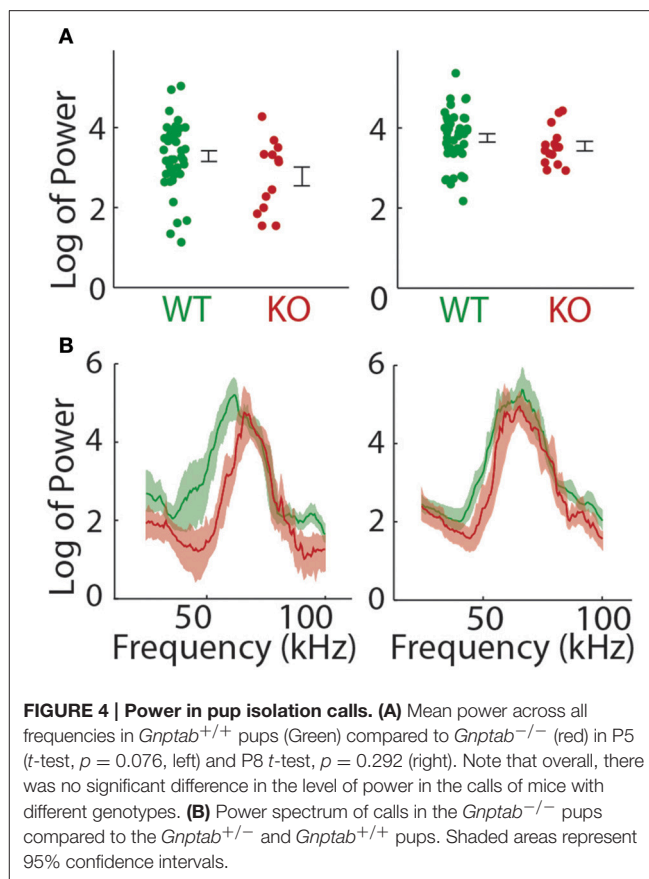 A
Log of Power
4
2
0
WT
KO
4
2
0
WT
KO
B
Log of Power
6
4
2
0
50
100
Frequency (kHz)
6
4
2
0
50
100
Frequency (kHz)
FIGURE 4 | Power in pup isolation calls. (A) Mean power across all
frequencies in Gnptab+/+ pups (Green) compared to Gnptab−/− (red) in P5
(t-test, p = 0.076, left) and P8 t-test, p = 0.292 (right). Note that overall, there
was no significant difference in the level of power in the calls of mice with
different genotypes. (B) Power spectrum of calls in the Gnptab−/− pups
compared to the Gnptab+/− and Gnptab+/+ pups. Shaded areas represent
95% confidence intervals.